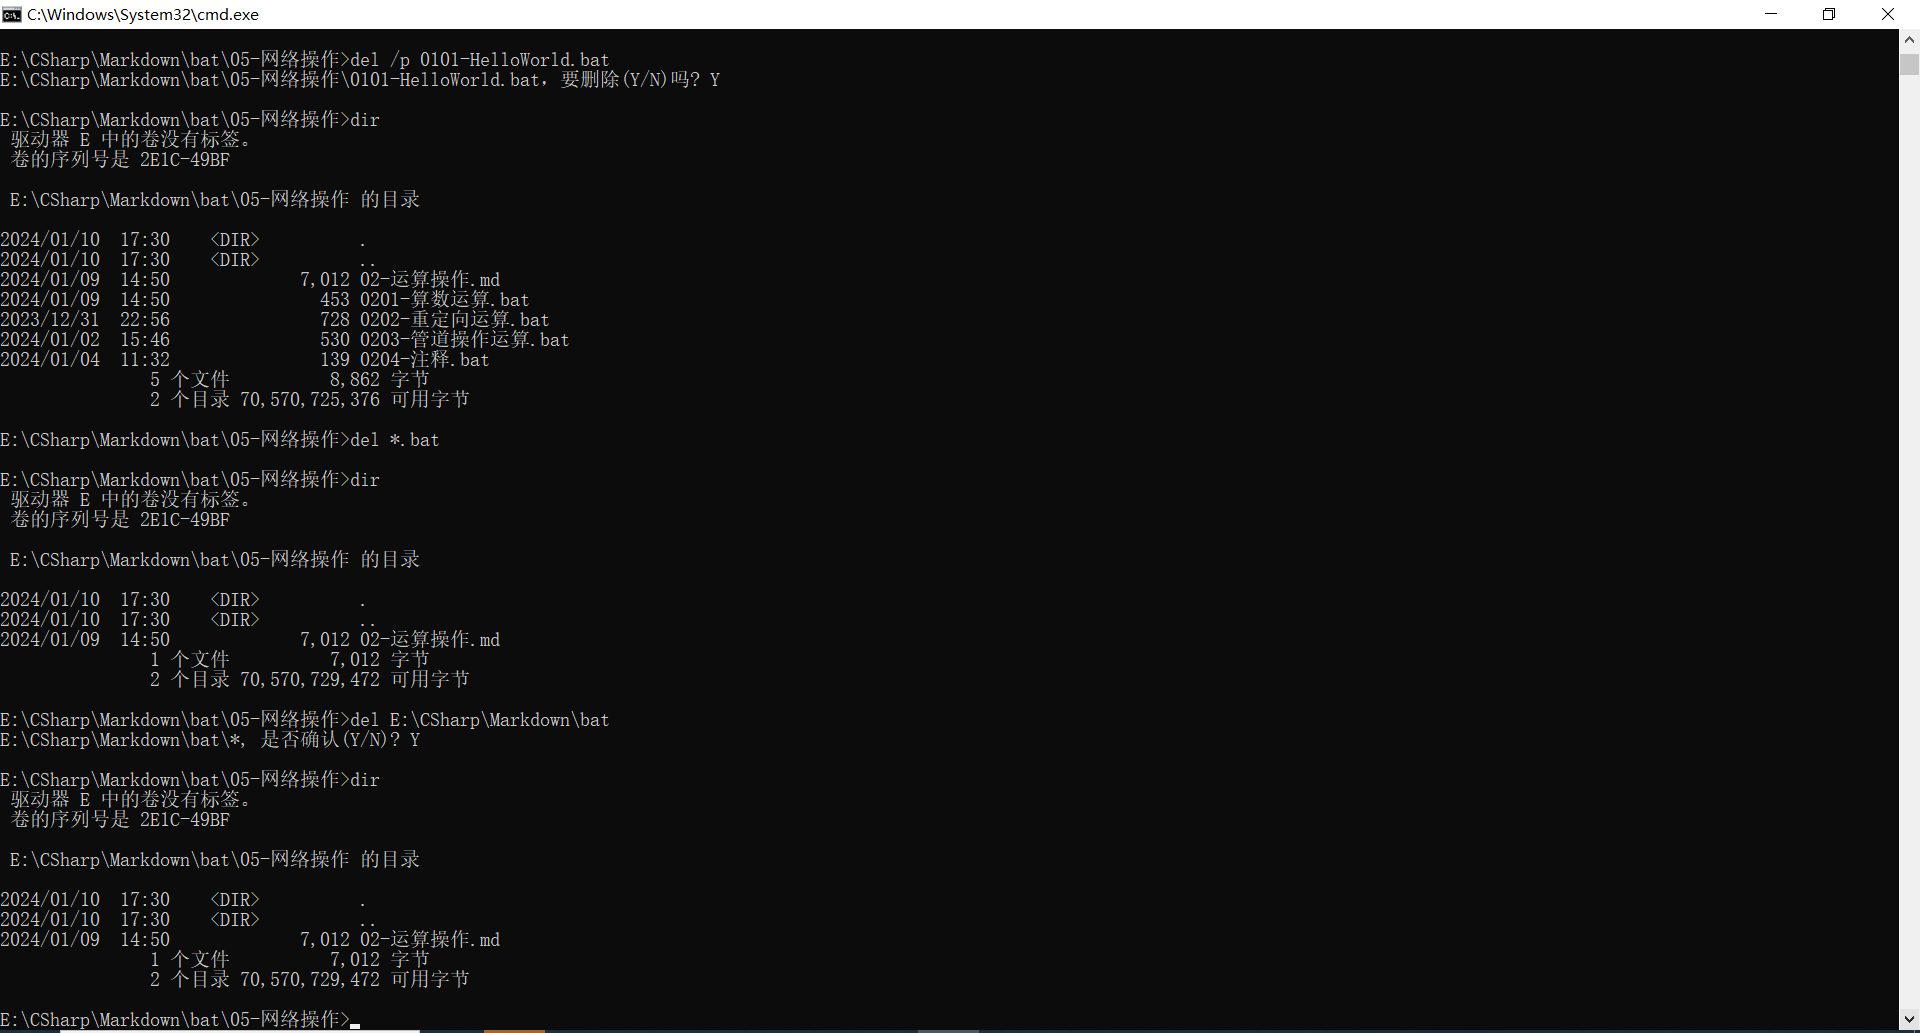 C:\Windows\System32\cmd.exe
E:\CSharp\Markdown\bat\05-网络操作>del /p 0101-HelloWorld.bat
E:\CSharp\Markdown\bat\05-网络操作\0101-HelloWorld.bat，要删除(Y/N)吗? Y
E:\CSharp\Markdown\bat\05-网络操作>dir
驱动器 E 中的卷没有标签。
卷的序列号是 2E1C-49BF
E:\CSharp\Markdown\bat\05-网络操作 的目录
2024/01/10  17:30    <DIR>          .
2024/01/10  17:30    <DIR>          ..
2024/01/09  14:50             7,012 02-运算操作.md
2024/01/09  14:50               453 0201-算数运算.bat
2023/12/31  22:56               728 0202-重定向运算.bat
2024/01/02  15:46               530 0203-管道操作运算.bat
2024/01/04  11:32               139 0204-注释.bat
5 个文件          8,862 字节
2 个目录 70,570,725,376 可用字节
E:\CSharp\Markdown\bat\05-网络操作>del *.bat
E:\CSharp\Markdown\bat\05-网络操作>dir
驱动器 E 中的卷没有标签。
卷的序列号是 2E1C-49BF
E:\CSharp\Markdown\bat\05-网络操作 的目录
2024/01/10  17:30    <DIR>          .
2024/01/10  17:30    <DIR>          ..
2024/01/09  14:50             7,012 02-运算操作.md
1 个文件          7,012 字节
2 个目录 70,570,729,472 可用字节
E:\CSharp\Markdown\bat\05-网络操作>del E:\CSharp\Markdown\bat
E:\CSharp\Markdown\bat\*, 是否确认(Y/N)? Y
E:\CSharp\Markdown\bat\05-网络操作>dir
驱动器 E 中的卷没有标签。
卷的序列号是 2E1C-49BF
E:\CSharp\Markdown\bat\05-网络操作 的目录
2024/01/10  17:30    <DIR>          .
2024/01/10  17:30    <DIR>          ..
2024/01/09  14:50             7,012 02-运算操作.md
1 个文件          7,012 字节
2 个目录 70,570,729,472 可用字节
E:\CSharp\Markdown\bat\05-网络操作>